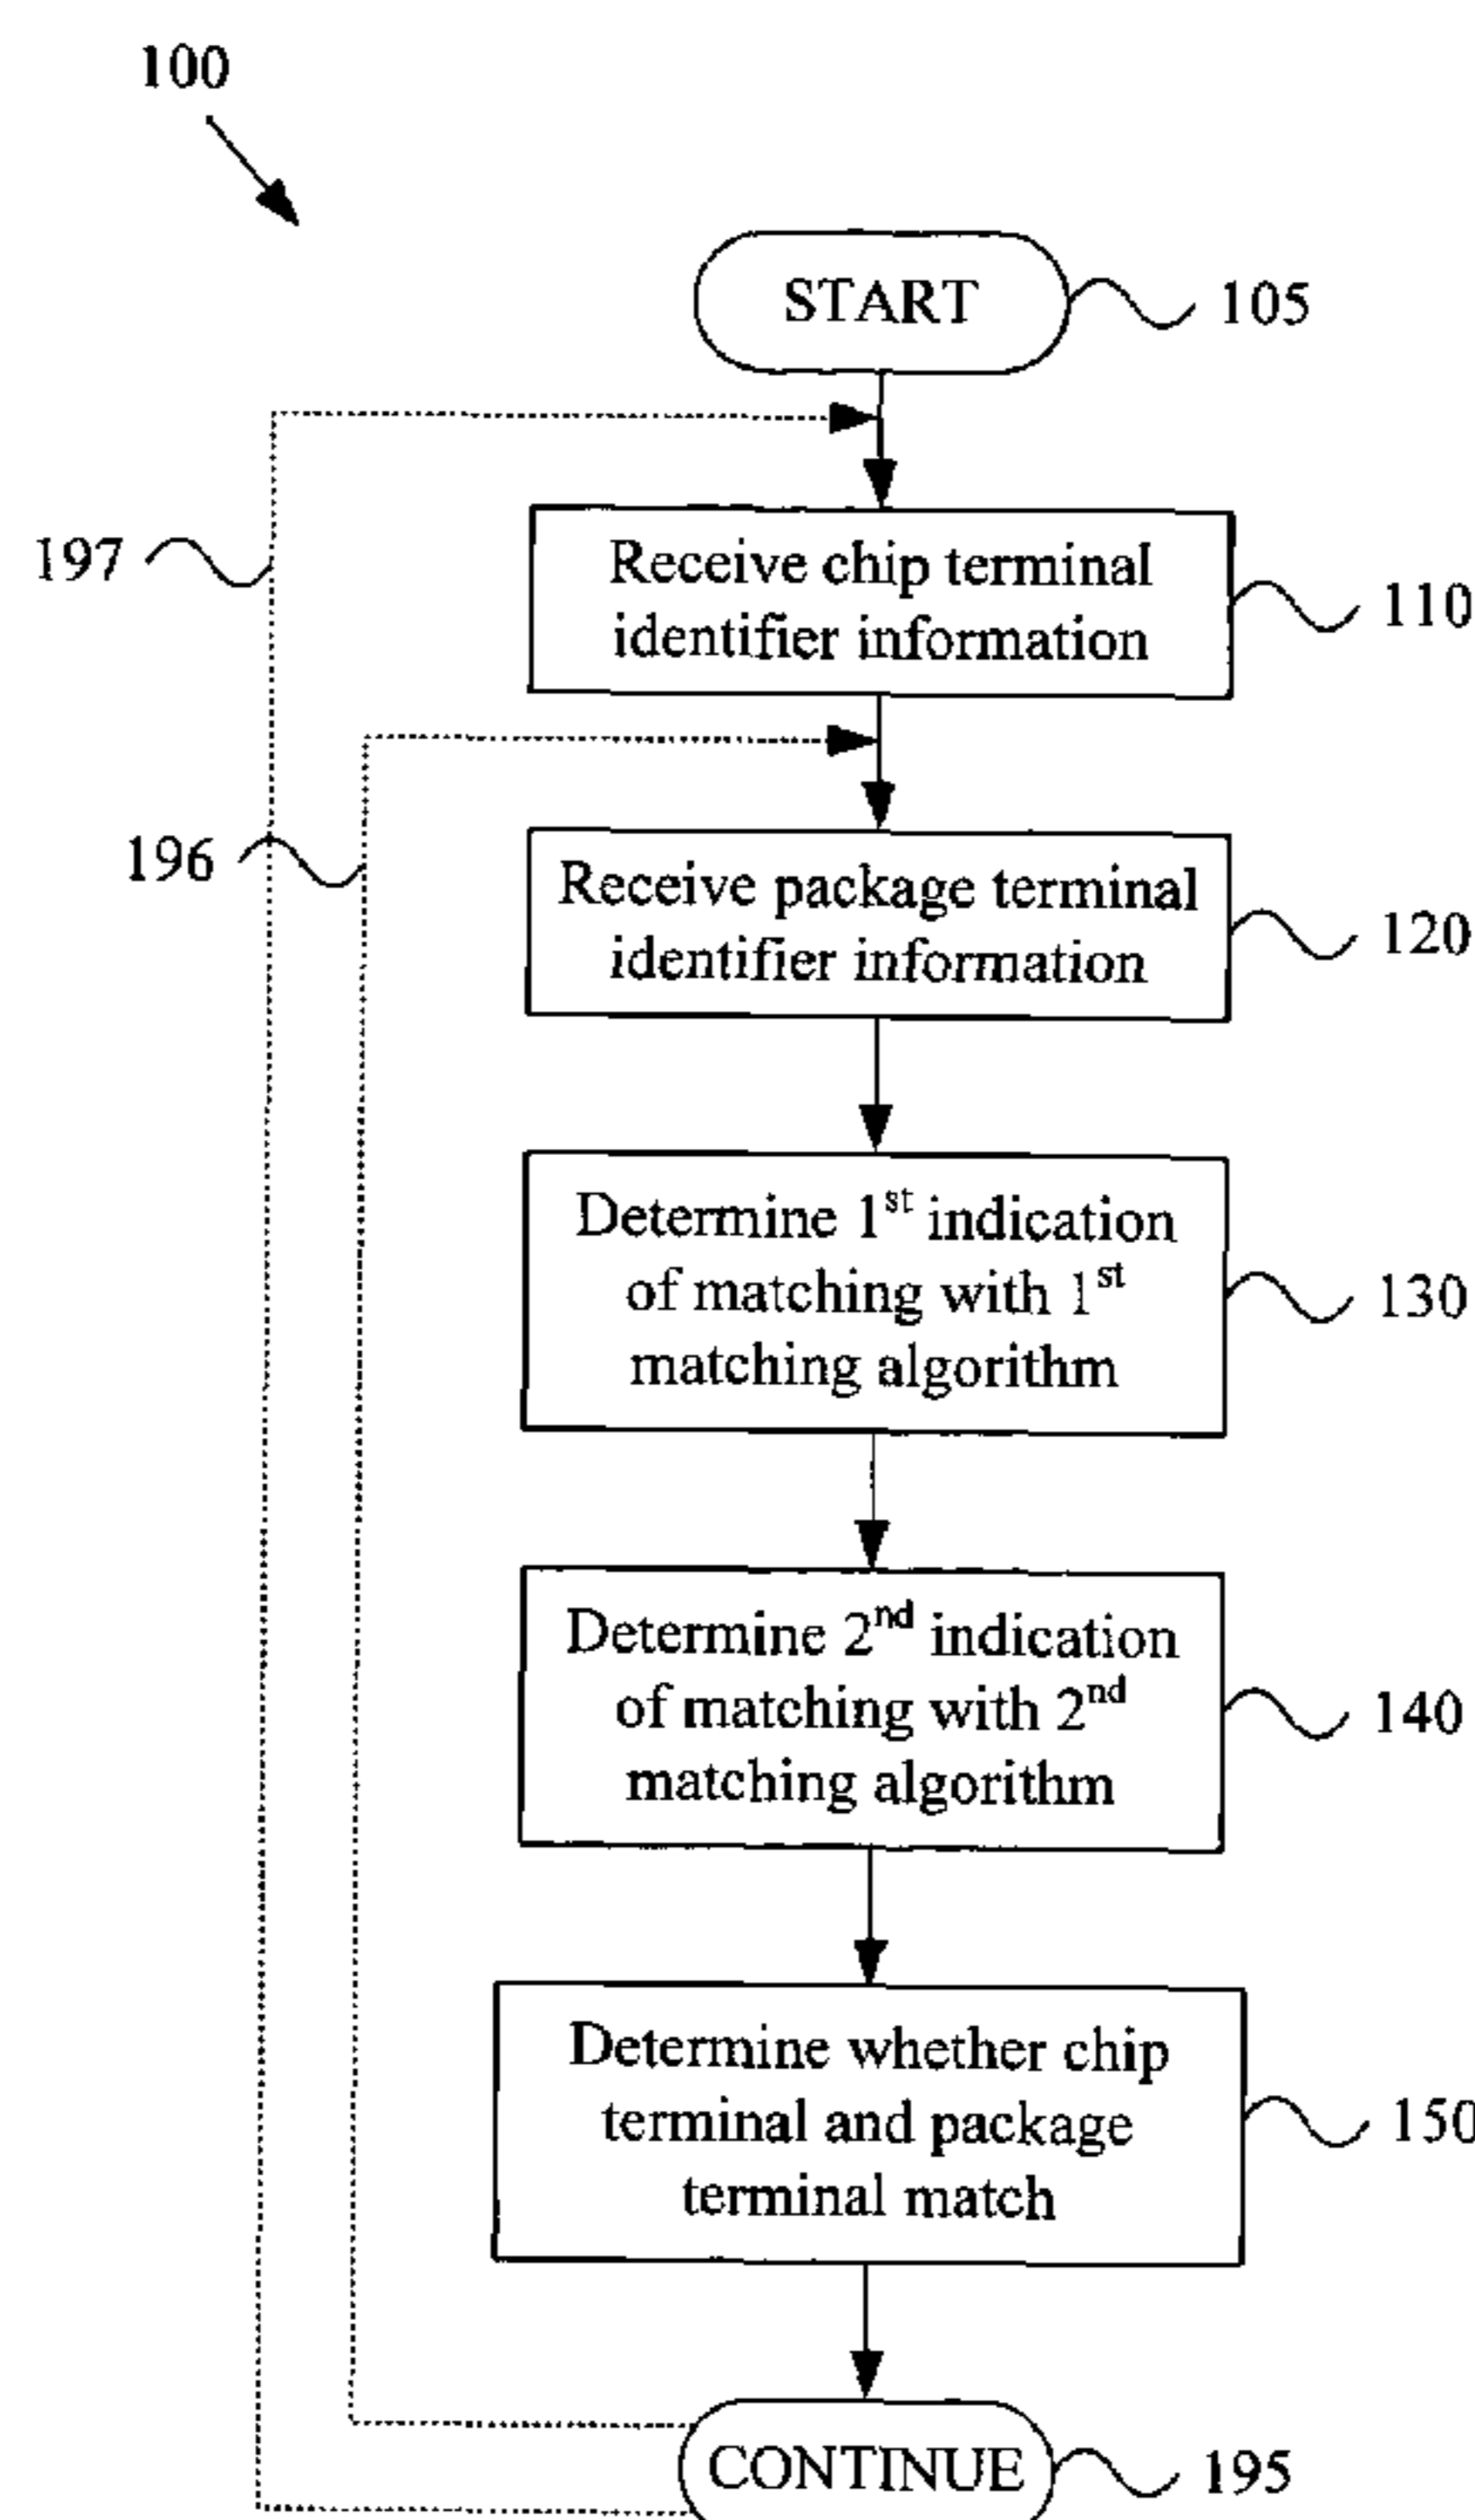 100
START
105
197
Receive chip terminal
identifier information
110
196
Receive package terminal
identifier information
120
Determine 1st indication
of matching with 1st
matching algorithm
130
Determine 2nd indication
of matching with 2nd
matching algorithm
140
Determine whether chip
terminal and package
terminal match
150
CONTINUE
195